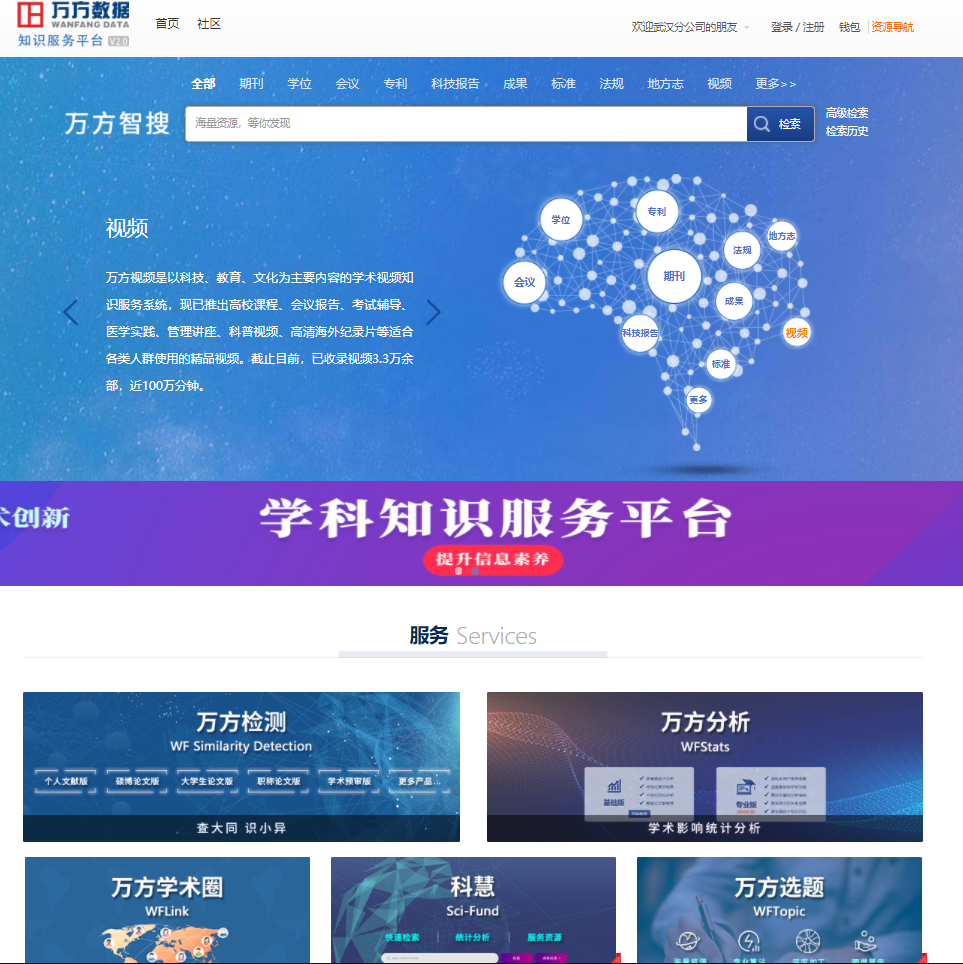 万方数据
WANFANG DATA
知识服务平台 V2.0
首页 社区
欢迎武汉分公司的朋友 登录 / 注册 钱包 资源导航
全部 期刊 学位 会议 专利 科技报告 成果 标准 法规 地方志 视频 更多>>
万方智搜
海量资源，等你发现
检索
高级检索
检索历史
视频
万方视频是以科技、教育、文化为主要内容的学术视频知
识服务系统，现已推出高校课程、会议报告、考试辅导、
医学实践、管理讲座、科普视频、高清海外纪录片等适合
各类人群使用的精品视频。截止目前，已收录视频3.3万余
部，近100万分钟。
学位
专利
地方志
法规
会议
期刊
成果
科技报告
视频
标准
更多
术创新
学科知识服务平台
提升信息素养
服务 Services
万方检测
WF Similarity Detection
个人文献版 硕博论文版 大学生论文版 职称论文版 学术预审版 更多产品...
查大同 识小异
万方分析
WFStats
基础版
专业版
学术影响统计分析
万方学术圈
WFLink
科慧
Sci-Fund
快速检索 统计分析 服务资源
万方选题
WFTopic